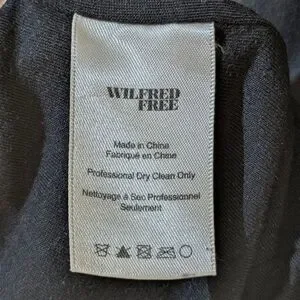 WILFRED
FREE
Made in China
Fabriqué en Chine
Professional Dry Clean Only
Nettoyage à Sec Professionnel
Seulement